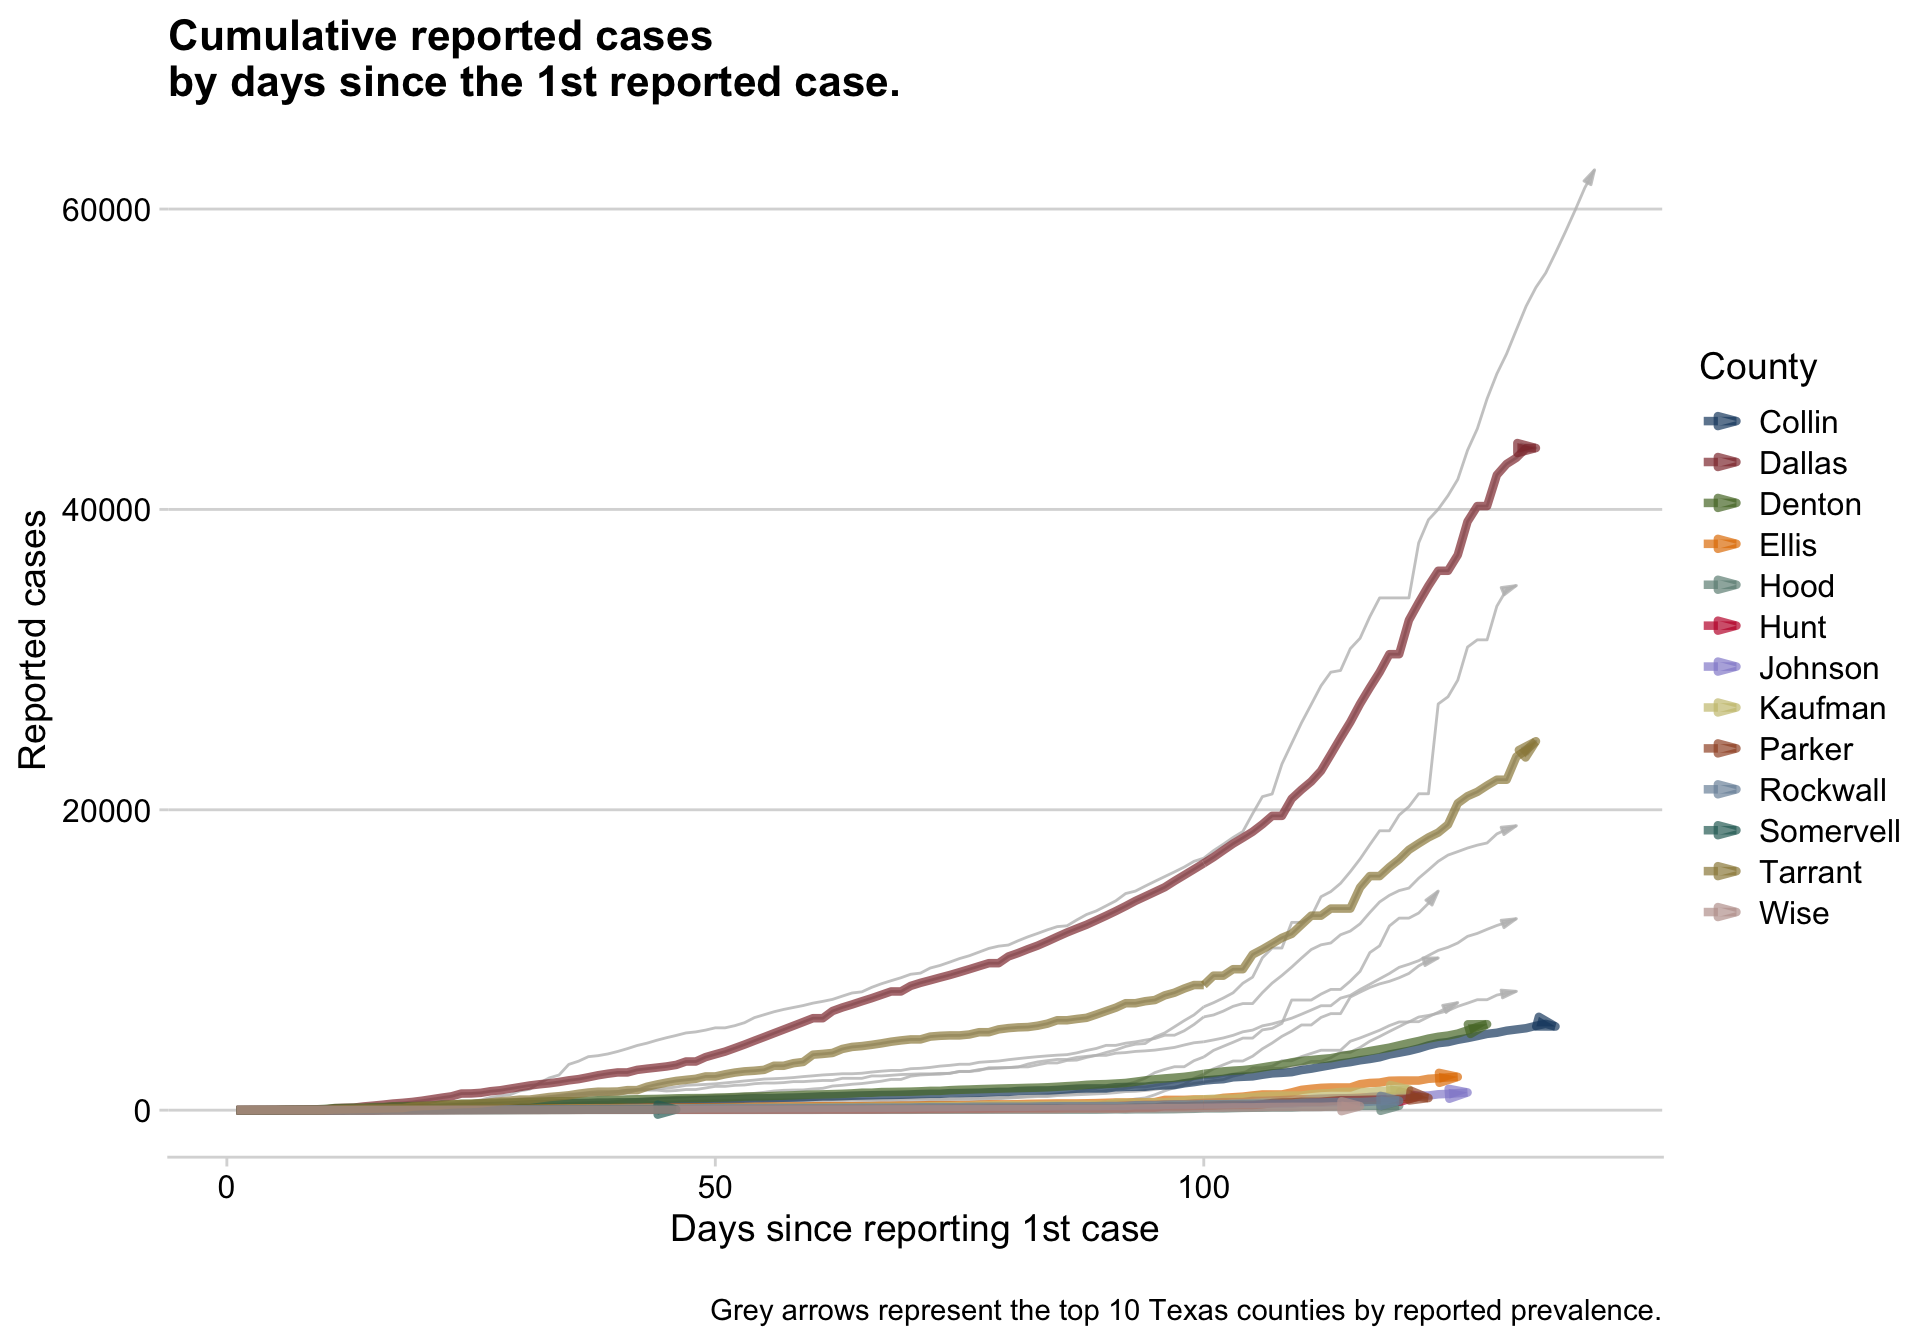 Cumulative reported cases
by days since the 1st reported case.
60000
40000
20000
0
Reported cases
0
50
100
Days since reporting 1st case
County
Collin
Dallas
Denton
Ellis
Hood
Hunt
Johnson
Kaufman
Parker
Rockwall
Somervell
Tarrant
Wise
Grey arrows represent the top 10 Texas counties by reported prevalence.